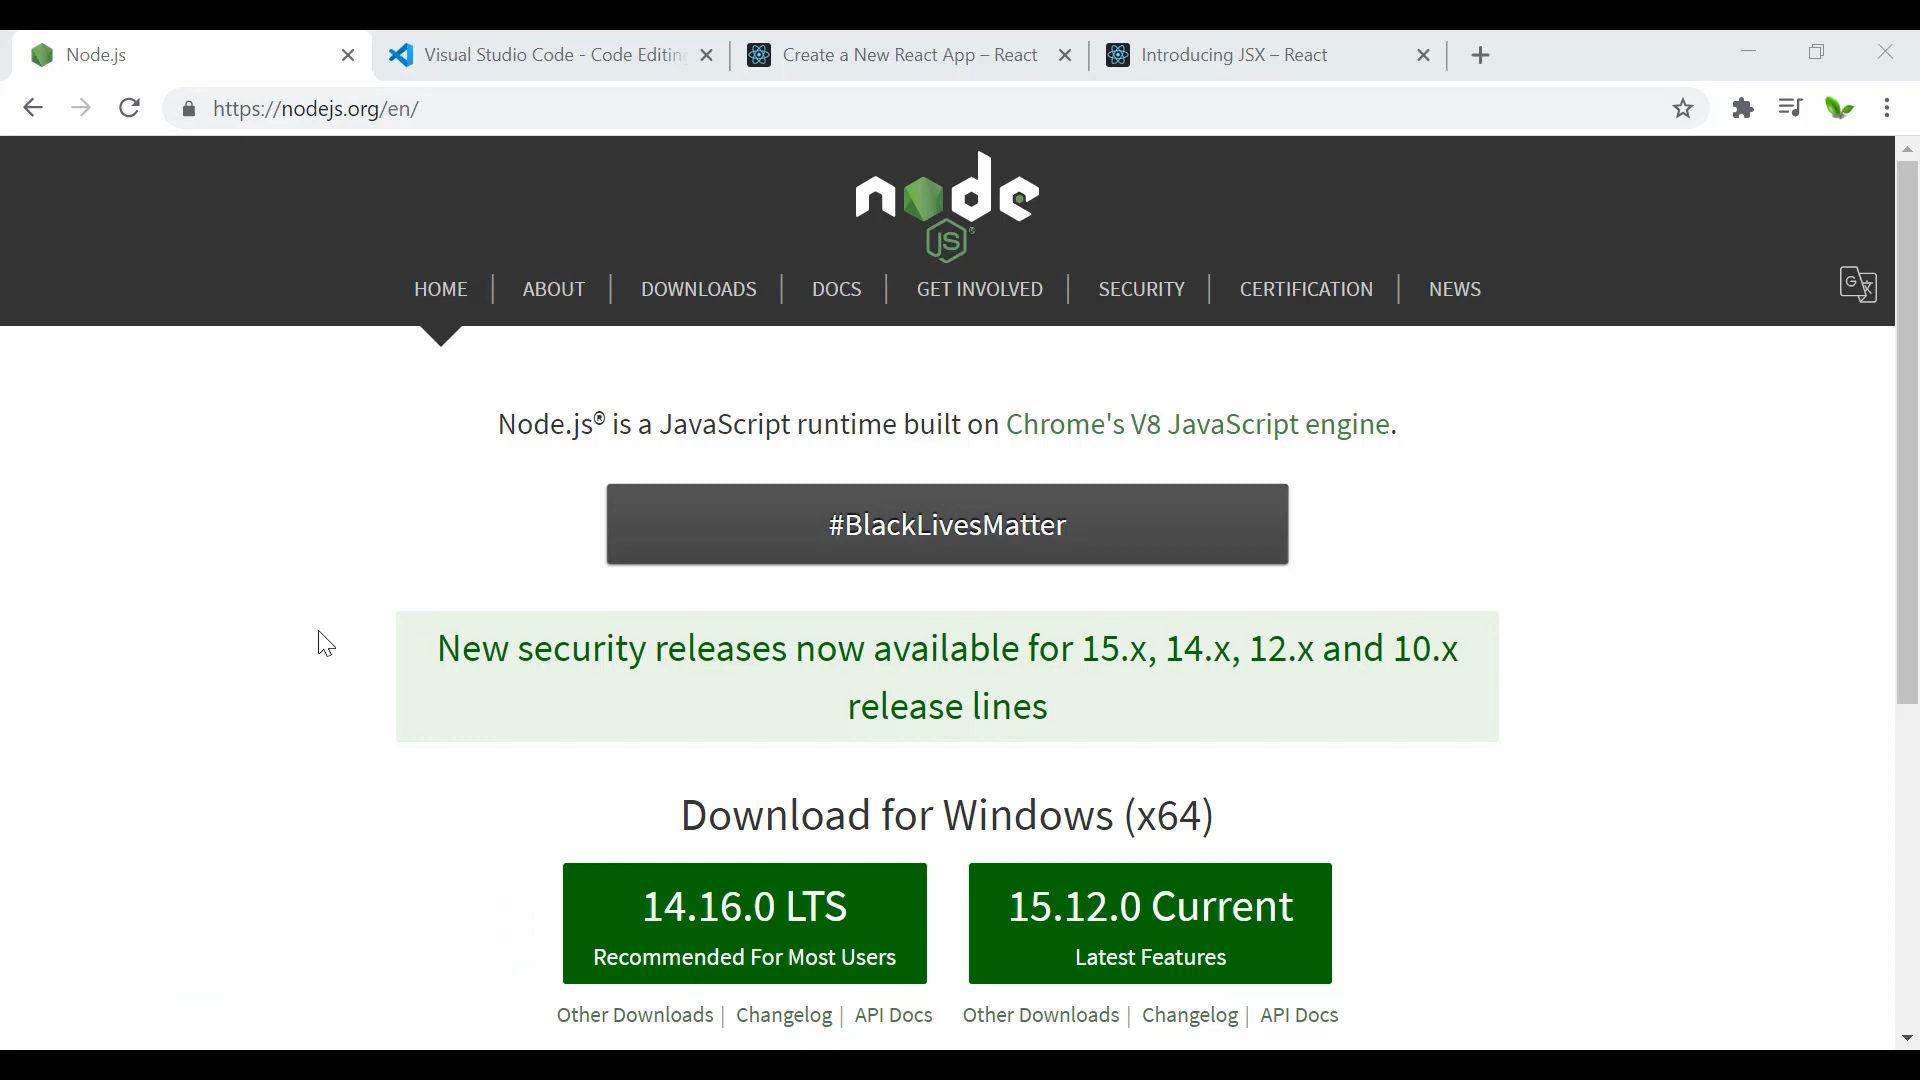 Node.js
Visual Studio Code - Code Editing
Create a New React App – React
Introducing JSX – React
https://nodejs.org/en/
node
JS ®
HOME | ABOUT | DOWNLOADS | DOCS | GET INVOLVED | SECURITY | CERTIFICATION | NEWS
Node.js® is a JavaScript runtime built on Chrome's V8 JavaScript engine.
#BlackLivesMatter
New security releases now available for 15.x, 14.x, 12.x and 10.x
release lines
Download for Windows (x64)
14.16.0 LTS
Recommended For Most Users
15.12.0 Current
Latest Features
Other Downloads | Changelog | API Docs
Other Downloads | Changelog | API Docs